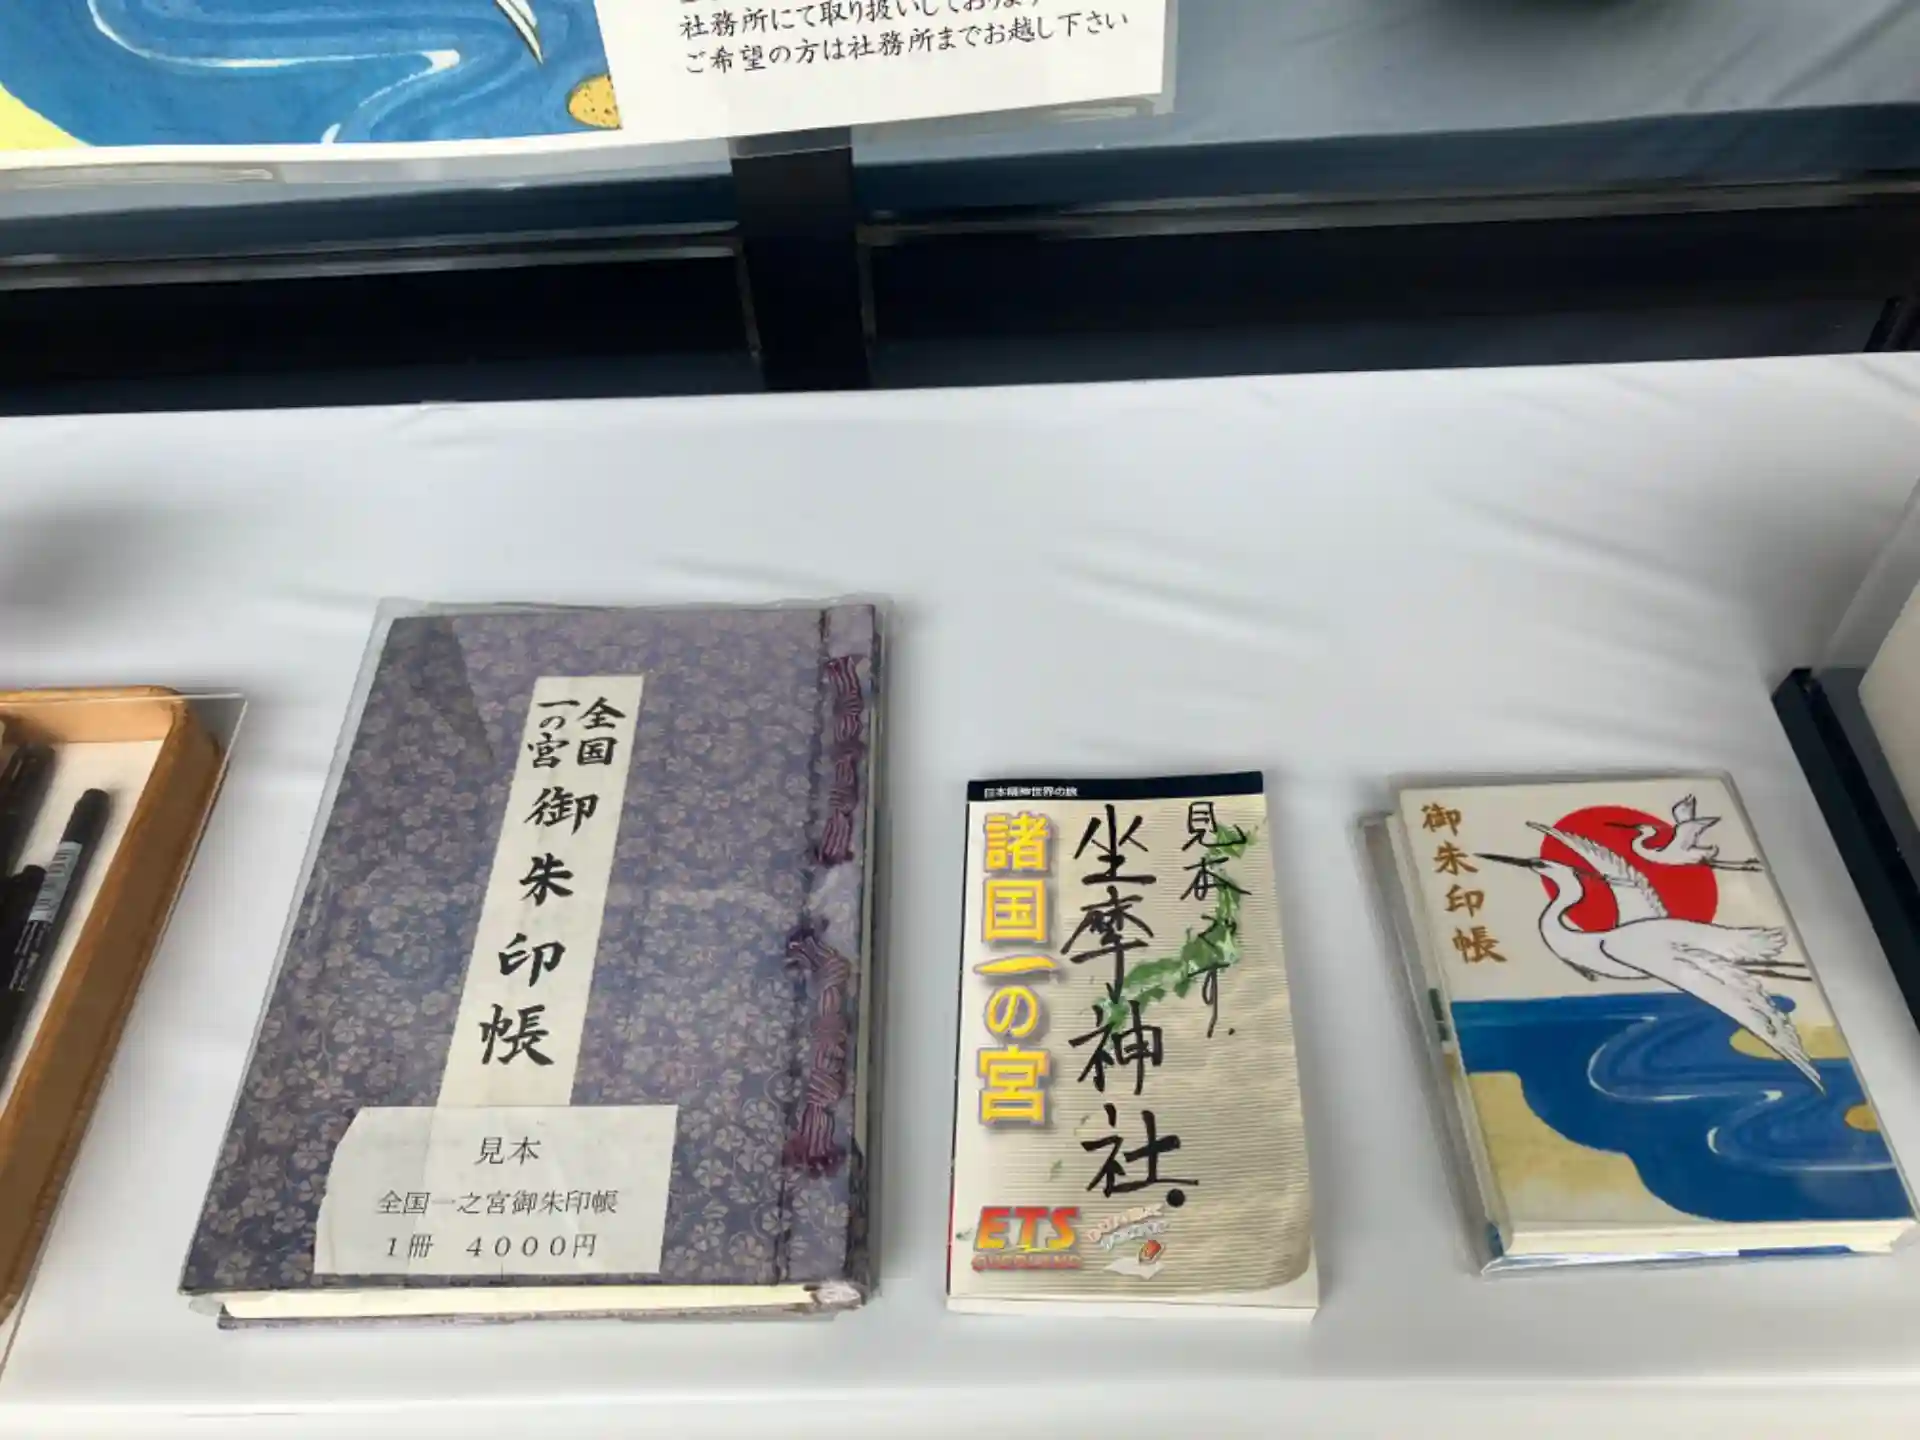 社務所にて取り扱いしております
ご希望の方は社務所までお越し下さい
全国
一の宮
御朱印帳
見本
全国一之宮御朱印帳
1冊 4000円
日本精神世界の旅
諸国一の宮
見本です.
坐摩神社.
ETS
御朱印帳